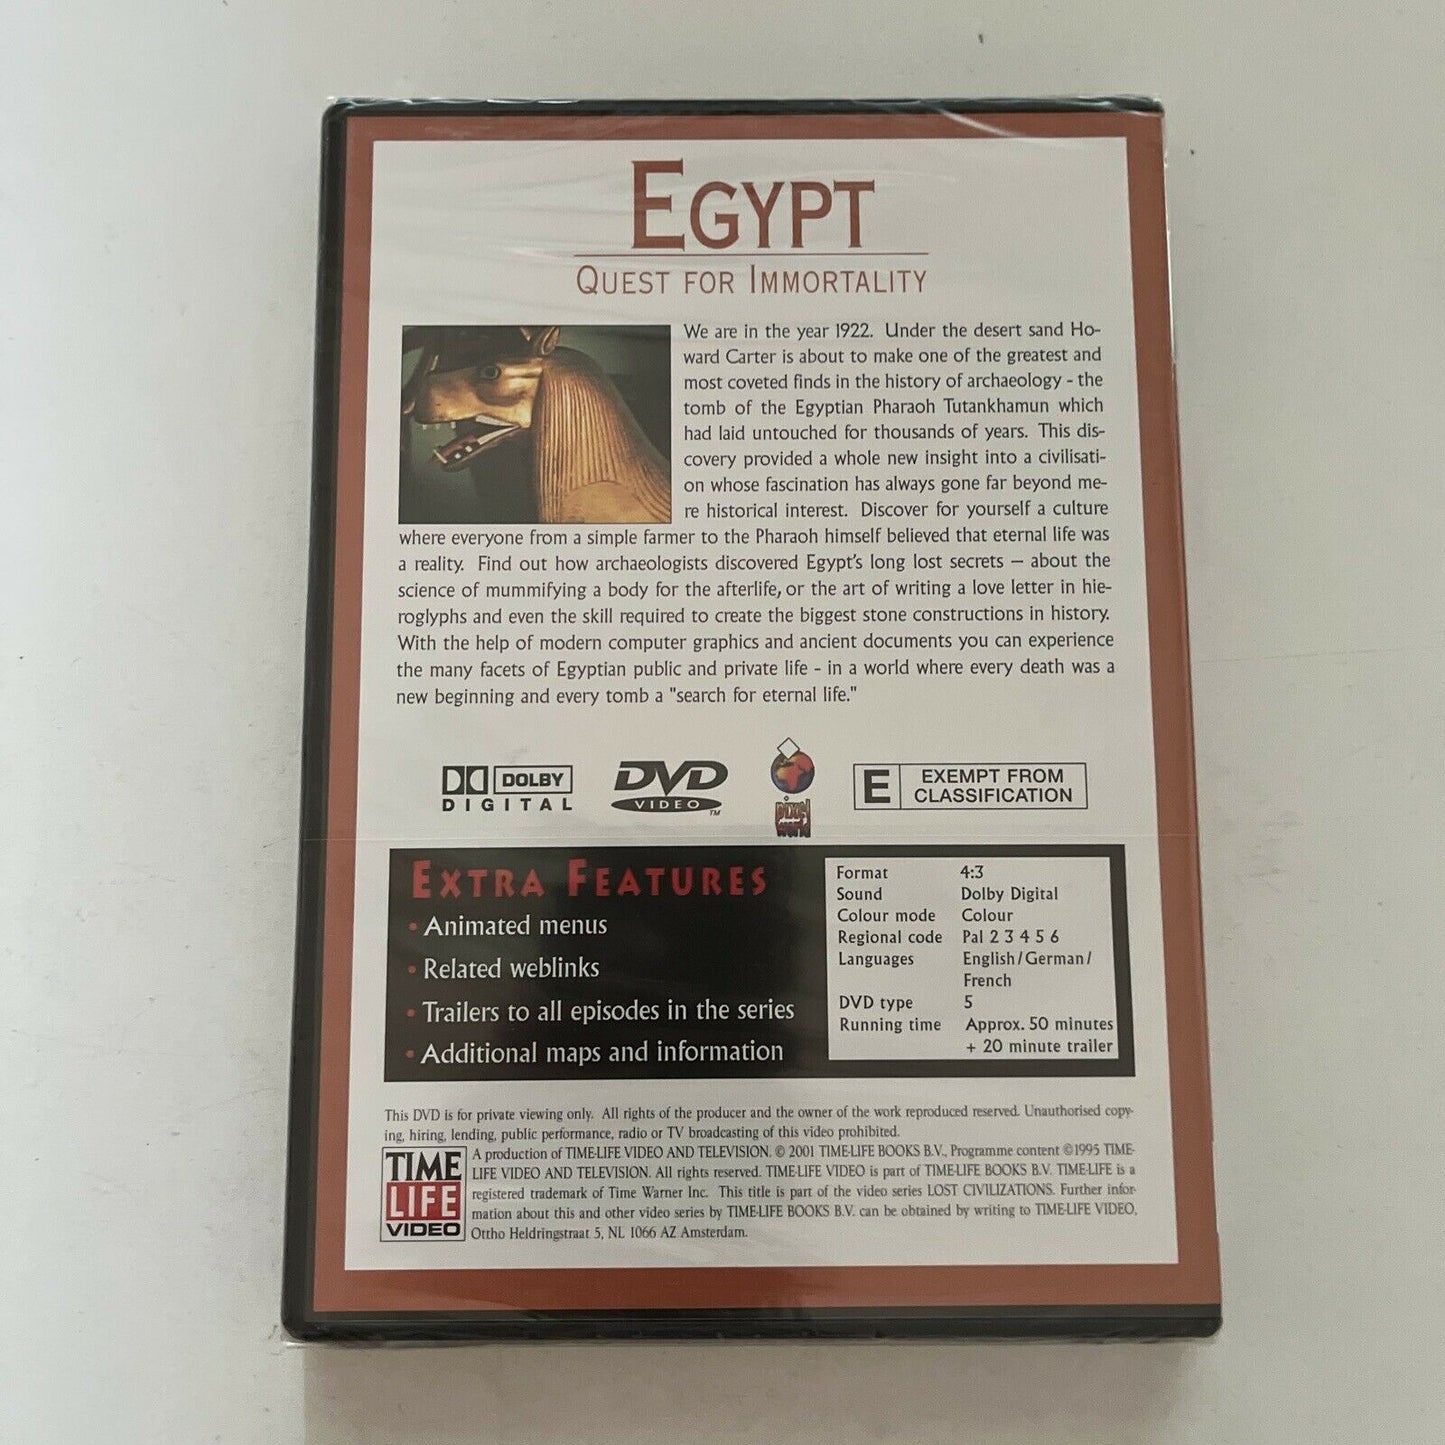 EGYPT
QUEST FOR IMMORTALITY
We are in the year 1922. Under the desert sand Ho-
ward Carter is about to make one of the greatest and
most coveted finds in the history of archaeology - the
tomb of the Egyptian Pharaoh Tutankhamun which
had laid untouched for thousands of years. This dis-
covery provided a whole new insight into a civilisati-
on whose fascination has always gone far beyond me-
re historical interest. Discover for yourself a culture
where everyone from a simple farmer to the Pharaoh himself believed that eternal life was
a reality. Find out how archaeologists discovered Egypt's long lost secrets – about the
science of mummifying a body for the afterlife, or the art of writing a love letter in hie-
roglyphs and even the skill required to create the biggest stone constructions in history.
With the help of modern computer graphics and ancient documents you can experience
the many facets of Egyptian public and private life - in a world where every death was a
new beginning and every tomb a "search for eternal life."
DOLBY
DIGITAL
DVD
VIDEO
TM
pixel
world
E EXEMPT FROM
CLASSIFICATION
EXTRA FEATURES
• Animated menus
• Related weblinks
• Trailers to all episodes in the series
• Additional maps and information
Format 4:3
Sound Dolby Digital
Colour mode Colour
Regional code Pal 2 3 4 5 6
Languages English/German/
French
DVD type 5
Running time Approx. 50 minutes
+ 20 minute trailer
This DVD is for private viewing only. All rights of the producer and the owner of the work reproduced reserved. Unauthorised copy-
ing, hiring, lending, public performance, radio or TV broadcasting of this video prohibited.
TIME
LIFE
VIDEO
A production of TIME-LIFE VIDEO AND TELEVISION. © 2001 TIME-LIFE BOOKS B.V., Programme content ©1995 TIME-
LIFE VIDEO AND TELEVISION. All rights reserved. TIME-LIFE VIDEO is part of TIME-LIFE BOOKS B.V. TIME-LIFE is a
registered trademark of Time Warner Inc. This title is part of the video series LOST CIVILIZATIONS. Further infor-
mation about this and other video series by TIME-LIFE BOOKS B.V. can be obtained by writing to TIME-LIFE VIDEO,
Ottho Heldringstraat 5, NL 1066 AZ Amsterdam.